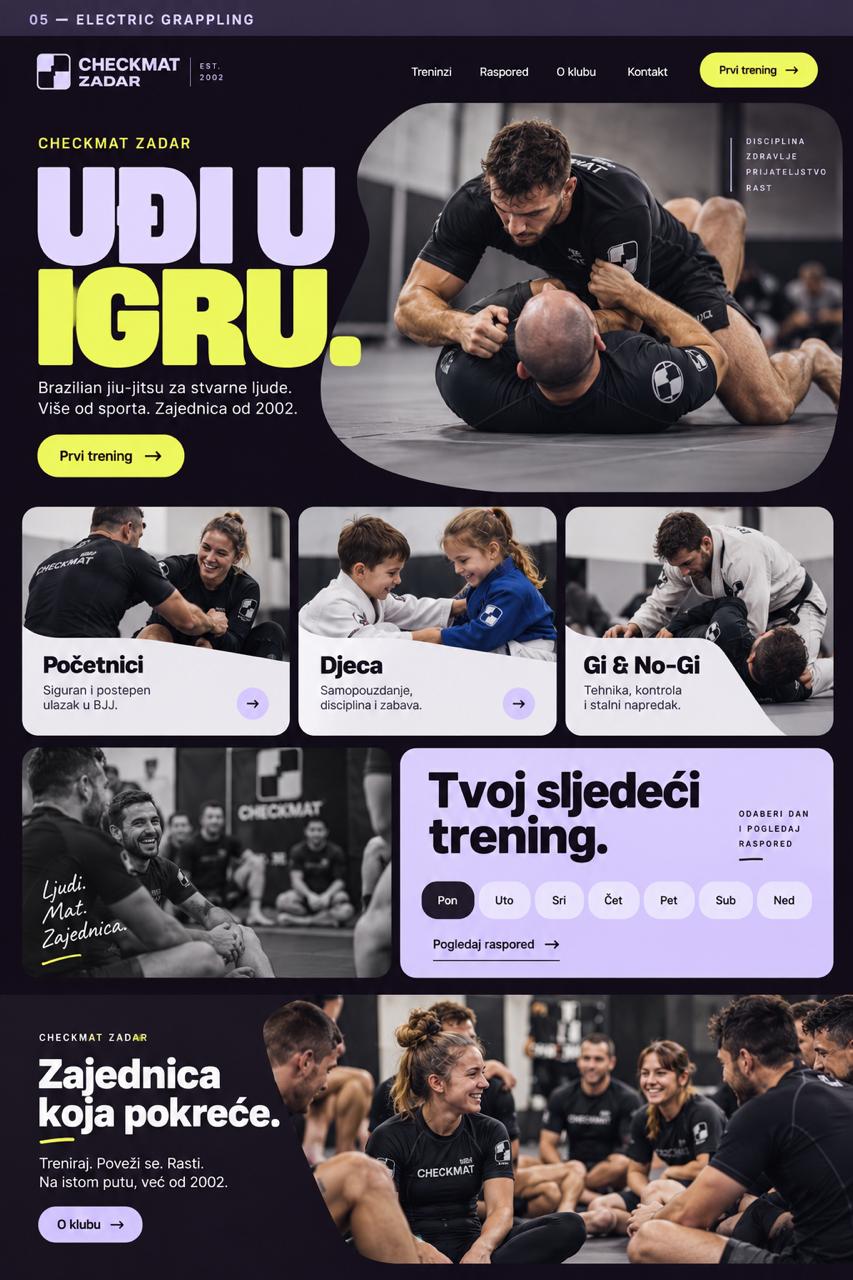 05 — ELECTRIC GRAPPLING
CHECKMAT
ZADAR
EST.
2002
Treninzi
Raspored
O klubu
Kontakt
Prvi trening →
CHECKMAT ZADAR
UĐI U
IGRU.
Brazilian jiu-jitsu za stvarne ljude.
Više od sporta. Zajednica od 2002.
Prvi trening →
DISCIPLINA
ZDRAVLJE
PRIJATELJSTVO
RAST
CHECKMAT
Početnici
Siguran i postepen
ulazak u BJJ.
→
Djeca
Samopouzdanje,
disciplina i zabava.
→
Gi & No-Gi
Tehnika, kontrola
i stalni napredak.
CHECKMAT
Ljudi.
Mat.
Zajednica.
Tvoj sljedeći
trening.
ODABERI DAN
I POGLEDAJ
RASPORED
Pon
Uto
Sri
Čet
Pet
Sub
Ned
Pogledaj raspored →
CHECKMAT ZADAR
Zajednica
koja pokreće.
Treniraj. Poveži se. Rasti.
Na istom putu, već od 2002.
O klubu →
CHECKMAT